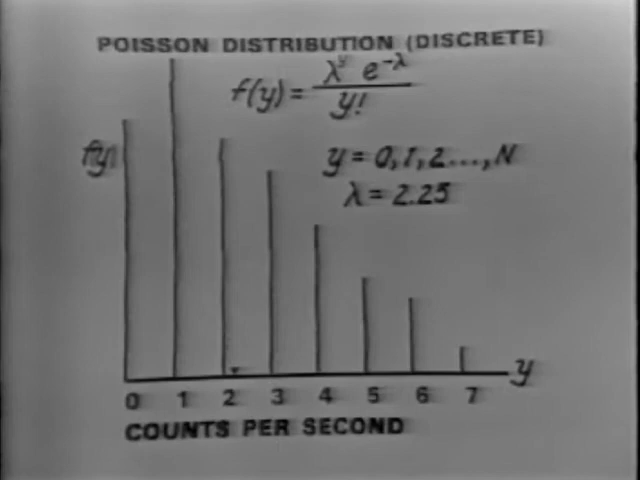 POISSON DISTRIBUTION (DISCRETE)
f(y) = λ^y e^-λ / y!
f(y)
y = 0, 1, 2 ..., N
λ = 2.25
y
0 1 2 3 4 5 6 7
COUNTS PER SECOND